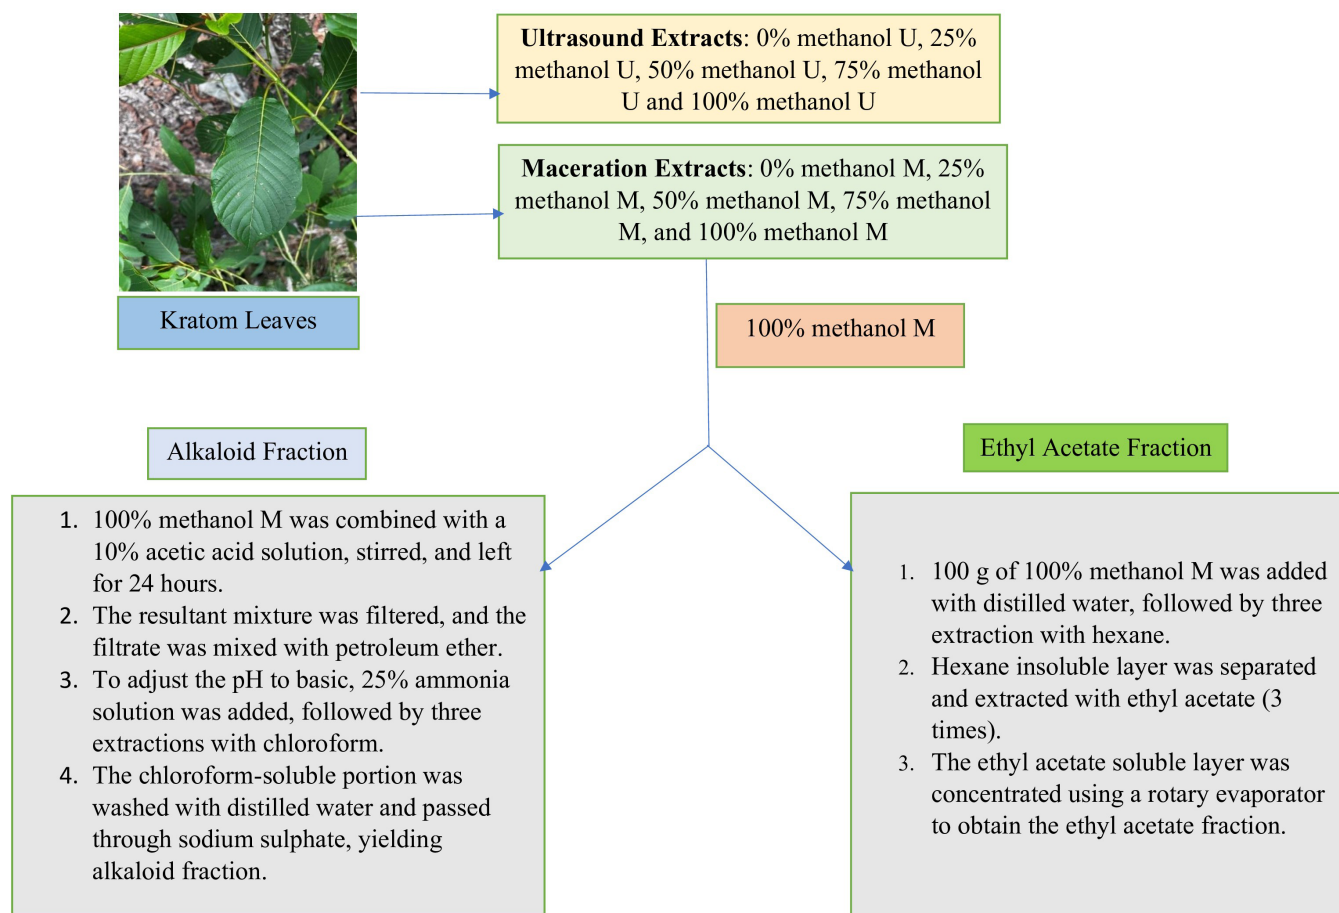 Ultrasound Extracts: 0% methanol U, 25%
methanol U, 50% methanol U, 75% methanol
U and 100% methanol U
Maceration Extracts: 0% methanol M, 25%
methanol M, 50% methanol M, 75% methanol
M, and 100% methanol M
Kratom Leaves
100% methanol M
Alkaloid Fraction
1. 100% methanol M was combined with a
10% acetic acid solution, stirred, and left
for 24 hours.
2. The resultant mixture was filtered, and the
filtrate was mixed with petroleum ether.
3. To adjust the pH to basic, 25% ammonia
solution was added, followed by three
extractions with chloroform.
4. The chloroform-soluble portion was
washed with distilled water and passed
through sodium sulphate, yielding
alkaloid fraction.
Ethyl Acetate Fraction
1. 100 g of 100% methanol M was added
with distilled water, followed by three
extraction with hexane.
2. Hexane insoluble layer was separated
and extracted with ethyl acetate (3
times).
3. The ethyl acetate soluble layer was
concentrated using a rotary evaporator
to obtain the ethyl acetate fraction.